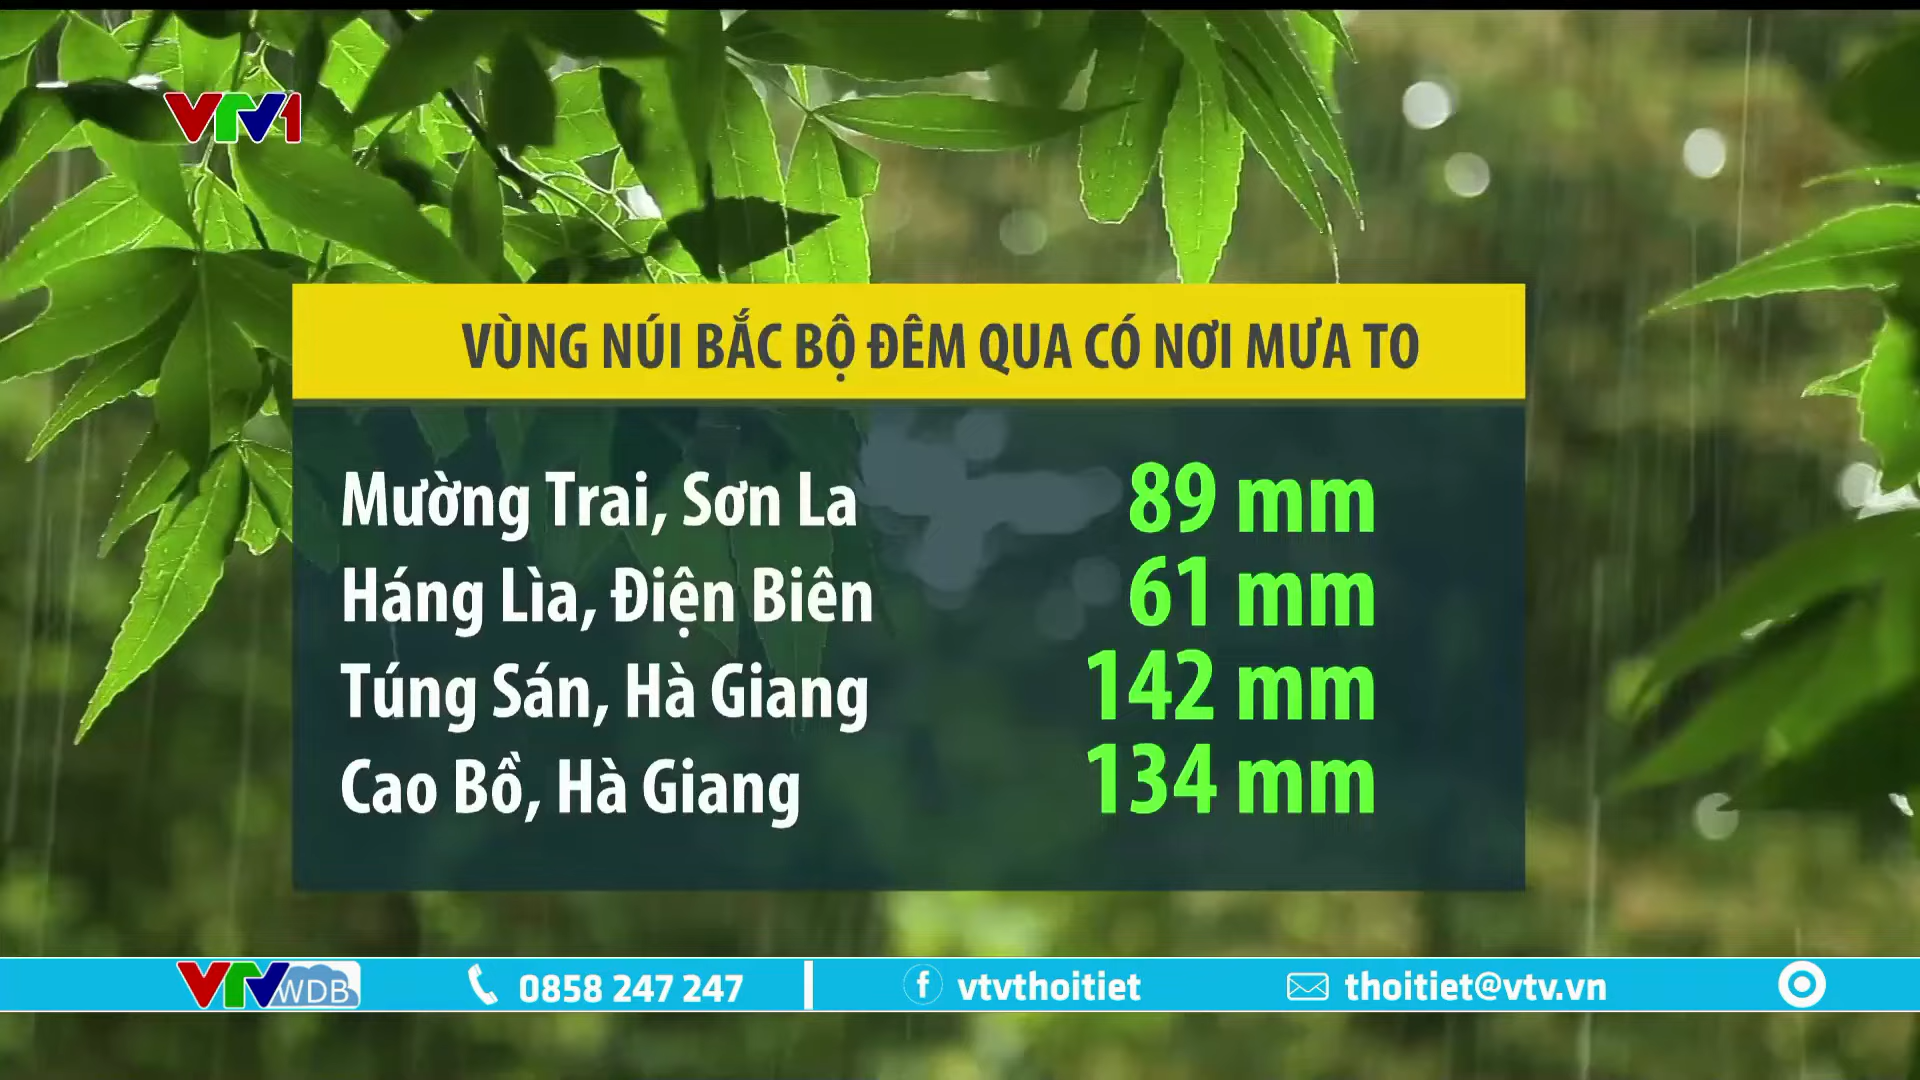 VTV1
VÙNG NÚI BẮC BỘ ĐÊM QUA CÓ NƠI MƯA TO
Mường Trai, Sơn La 89 mm
Háng Lìa, Điện Biên 61 mm
Túng Sán, Hà Giang 142 mm
Cao Bồ, Hà Giang 134 mm
VTV WDB 0858 247 247 vtvthoitiet thoitiet@vtv.vn